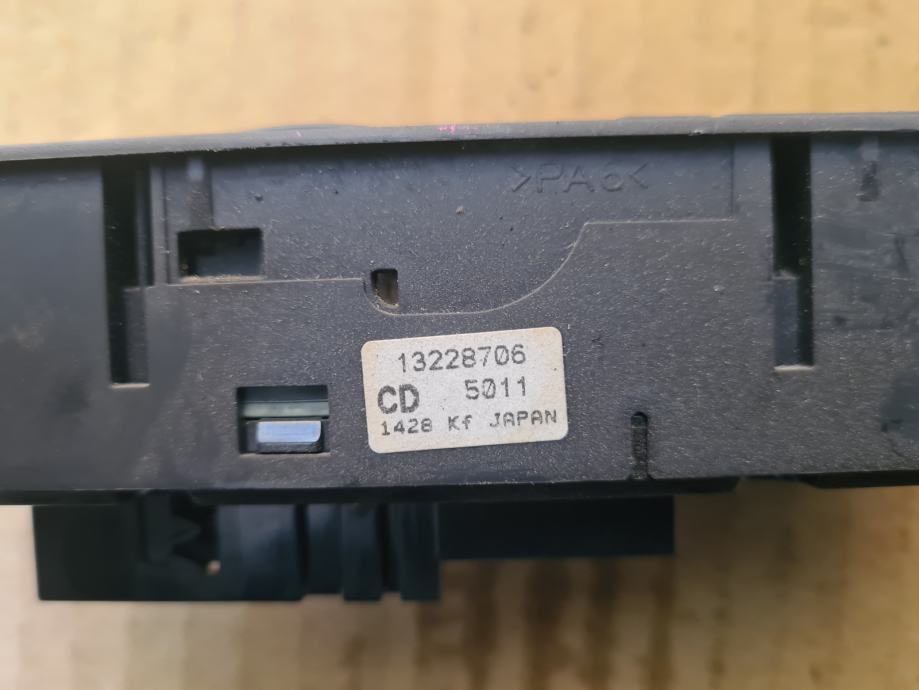 >PA6<
13228706
CD 5011
1428 Kf JAPAN